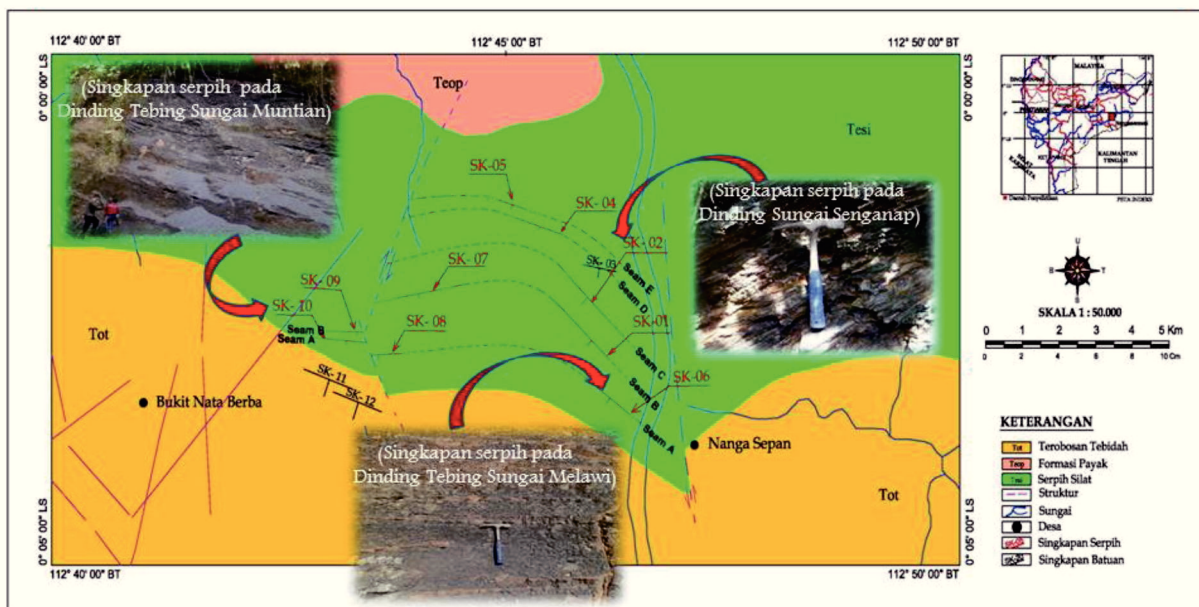 112° 40' 00" BT
112° 45' 00" BT
112° 50' 00" BT
0° 00' 00" LS
0° 00' 00" LS
(Singkapan serpih pada
Dinding Tebing Sungai Muntian)
Teop
Tesi
SK-05
SK-04
(Singkapan serpih pada
Dinding Sungai Senganap)
SK-02
SK-03
Seam E
Seam D
SK-07
SK-09
SK-10
SK-08
SK-01
Seam B
Seam A
Tot
Seam C
SK-06
Seam B
Seam A
SK-11
SK-12
Bukit Nata Berba
Nanga Sepan
(Singkapan serpih pada
Dinding Tebing Sungai Melawi)
Tot
0° 05' 00" LS
0° 05' 00" LS
112° 40' 00" BT
112° 50' 00" BT
MALAYSIA
KALIMANTAN
TENGAH
Daerah Penyelidikan
PETA INDEKS
U
B T
S
SKALA 1 : 50.000
0 1 2 3 4 5 Km
0 2 4 6 8 10 Cm
KETERANGAN
Tot Terobosan Tebidah
Teop Formasi Payak
Tesi Serpih Silat
Struktur
Sungai
Desa
Singkapan Serpih
Singkapan Batuan